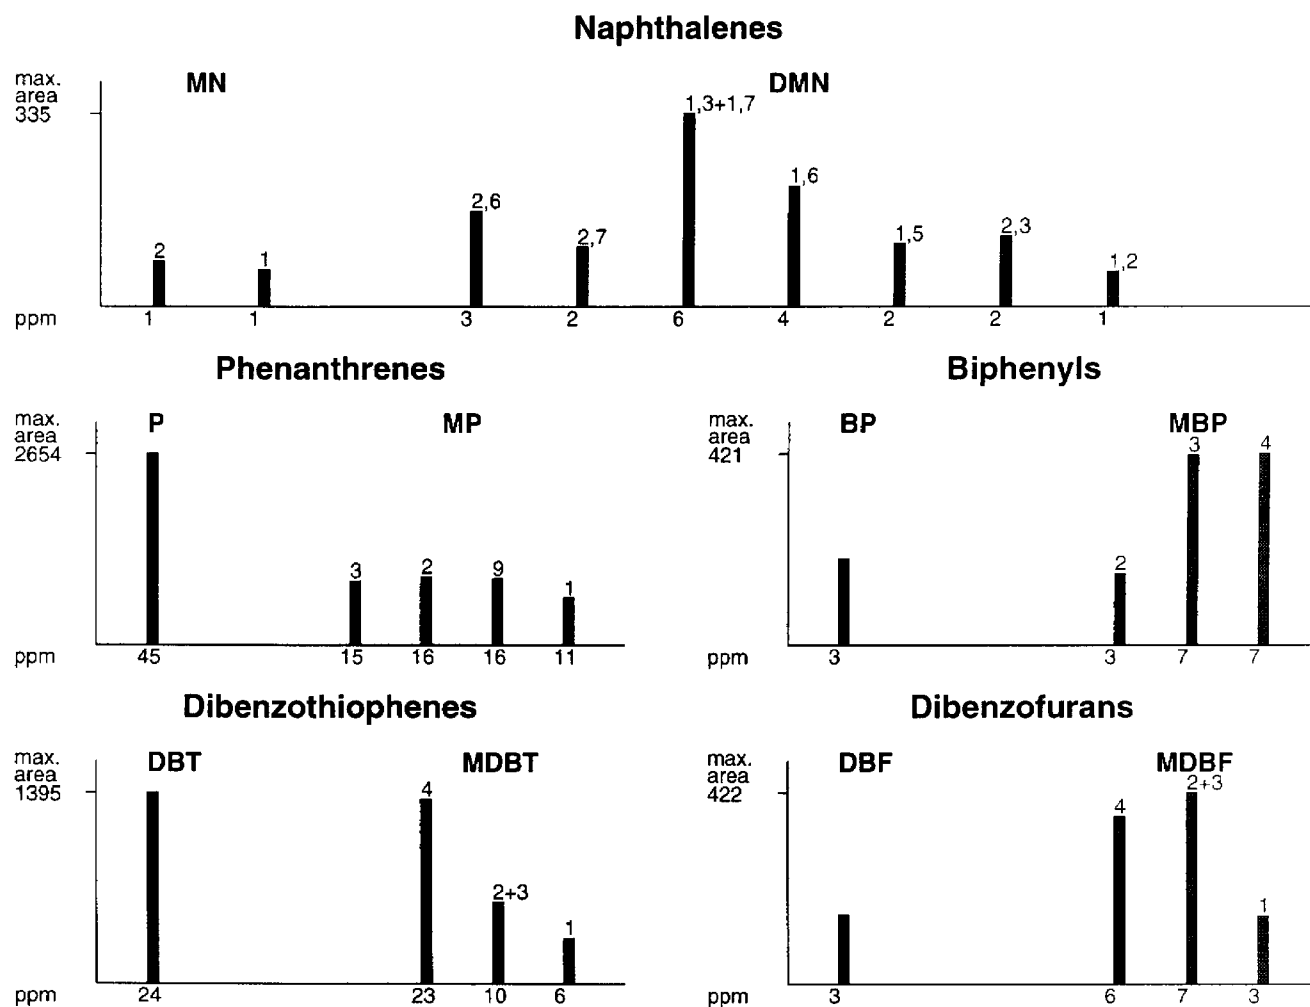 Naphthalenes
max.
area
335
MN
DMN
2
1
2,6
2,7
1,3+1,7
1,6
1,5
2,3
1,2
ppm 1 1 3 2 6 4 2 2 1
Phenanthrenes
max.
area
2654
P
MP
3
2
9
1
ppm 45 15 16 16 11
Biphenyls
max.
area
421
BP
MBP
2
3
4
ppm 3 3 7 7
Dibenzothiophenes
max.
area
1395
DBT
MDBT
4
2+3
1
ppm 24 23 10 6
Dibenzofurans
max.
area
422
DBF
MDBF
4
2+3
1
ppm 3 6 7 3